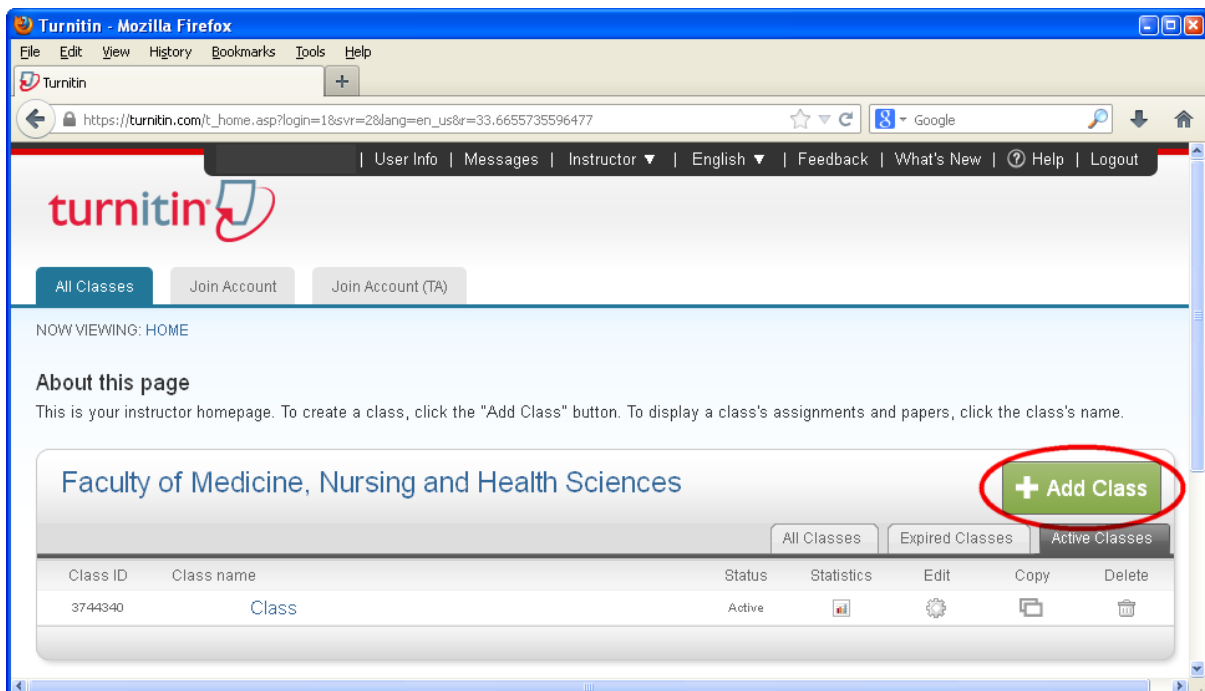 Turnitin - Mozilla Firefox
File Edit View History Bookmarks Tools Help
Turnitin +
https://turnitin.com/t_home.asp?login=1&svr=2&lang=en_us&r=33.6655735596477 8 Google
| User Info | Messages | Instructor ▼ | English ▼ | Feedback | What's New | ? Help | Logout
turnitin
All Classes Join Account Join Account (TA)
NOW VIEWING: HOME
About this page
This is your instructor homepage. To create a class, click the "Add Class" button. To display a class's assignments and papers, click the class's name.
Faculty of Medicine, Nursing and Health Sciences + Add Class
All Classes Expired Classes Active Classes
Class ID Class name Status Statistics Edit Copy Delete
3744340 Class Active